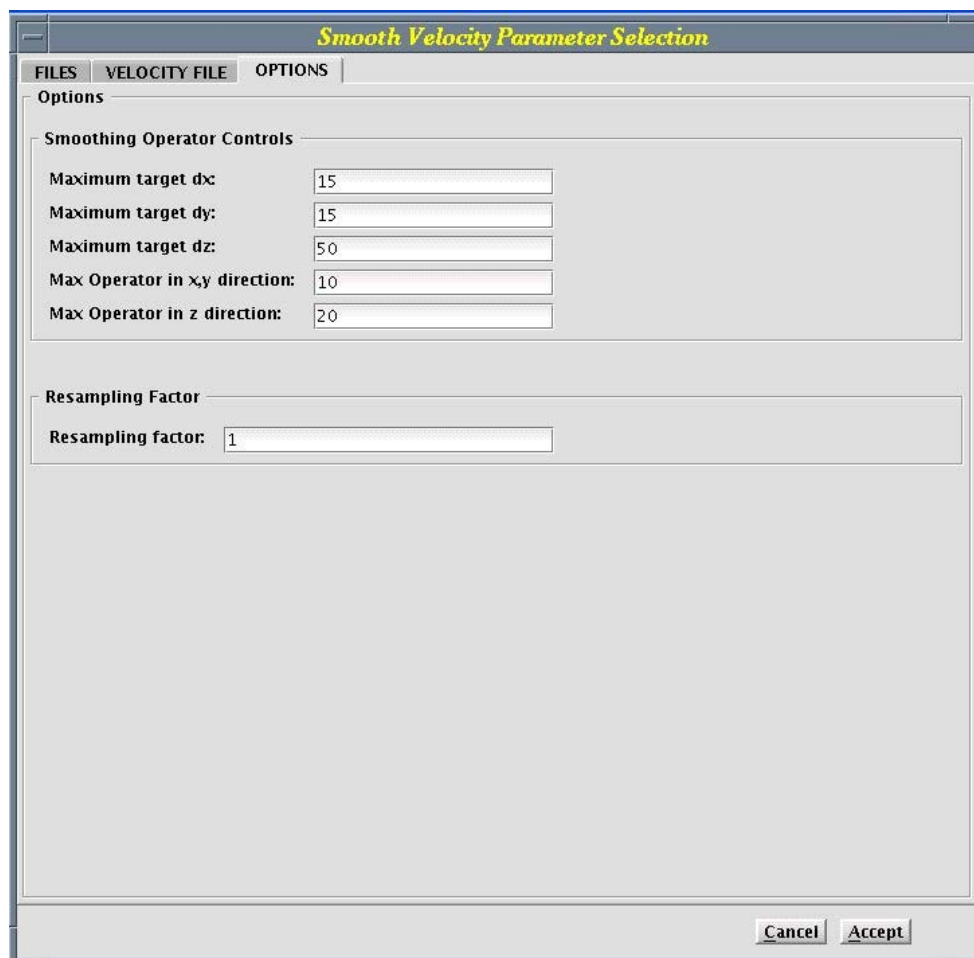 Smooth Velocity Parameter Selection
FILES VELOCITY FILE OPTIONS
Options
Smoothing Operator Controls
Maximum target dx: 15
Maximum target dy: 15
Maximum target dz: 50
Max Operator in x,y direction: 10
Max Operator in z direction: 20
Resampling Factor
Resampling factor: 1
Cancel Accept